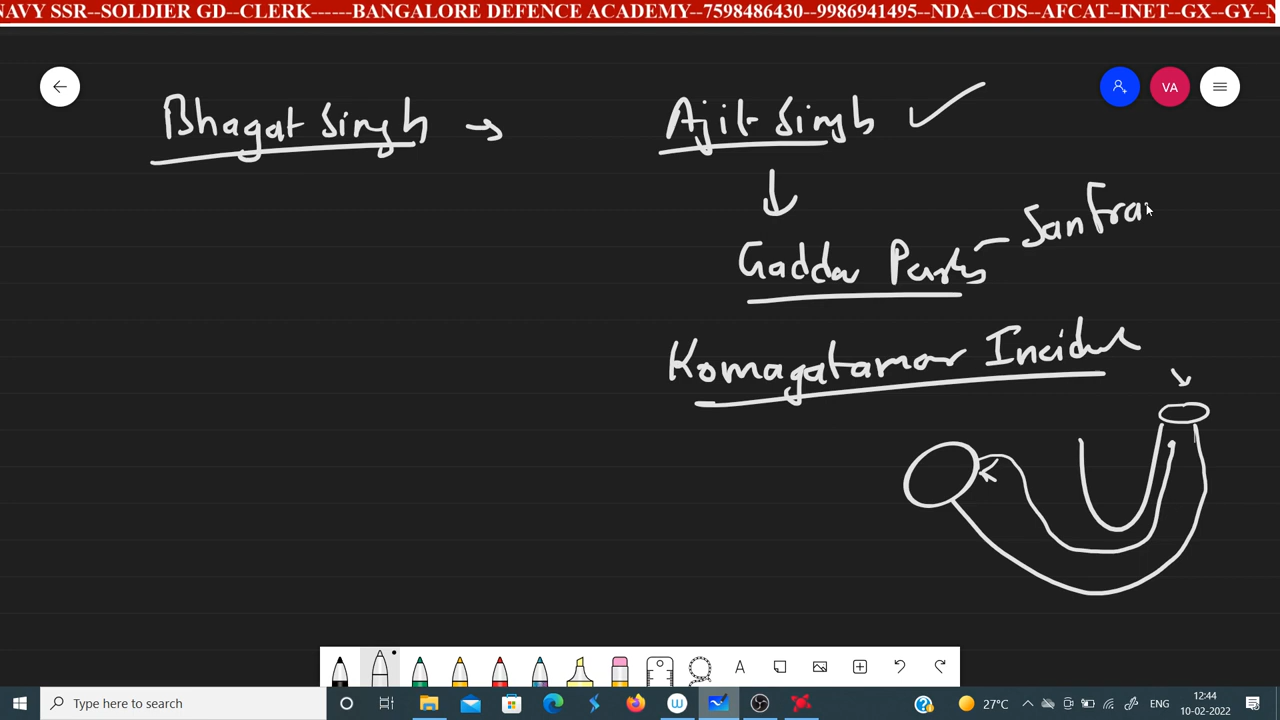 NAVY SSR--SOLDIER GD--CLERK------BANGALORE DEFENCE ACADEMY--7598486430--9986941495--NDA--CDS--AFCAT--INET--GX--GY--N
VA
Bhagat Singh → Ajit Singh ✓
Gaddar Party - San Fra
Komagatamar Incident
A
Type here to search
27°C
ENG
12:44
10-02-2022